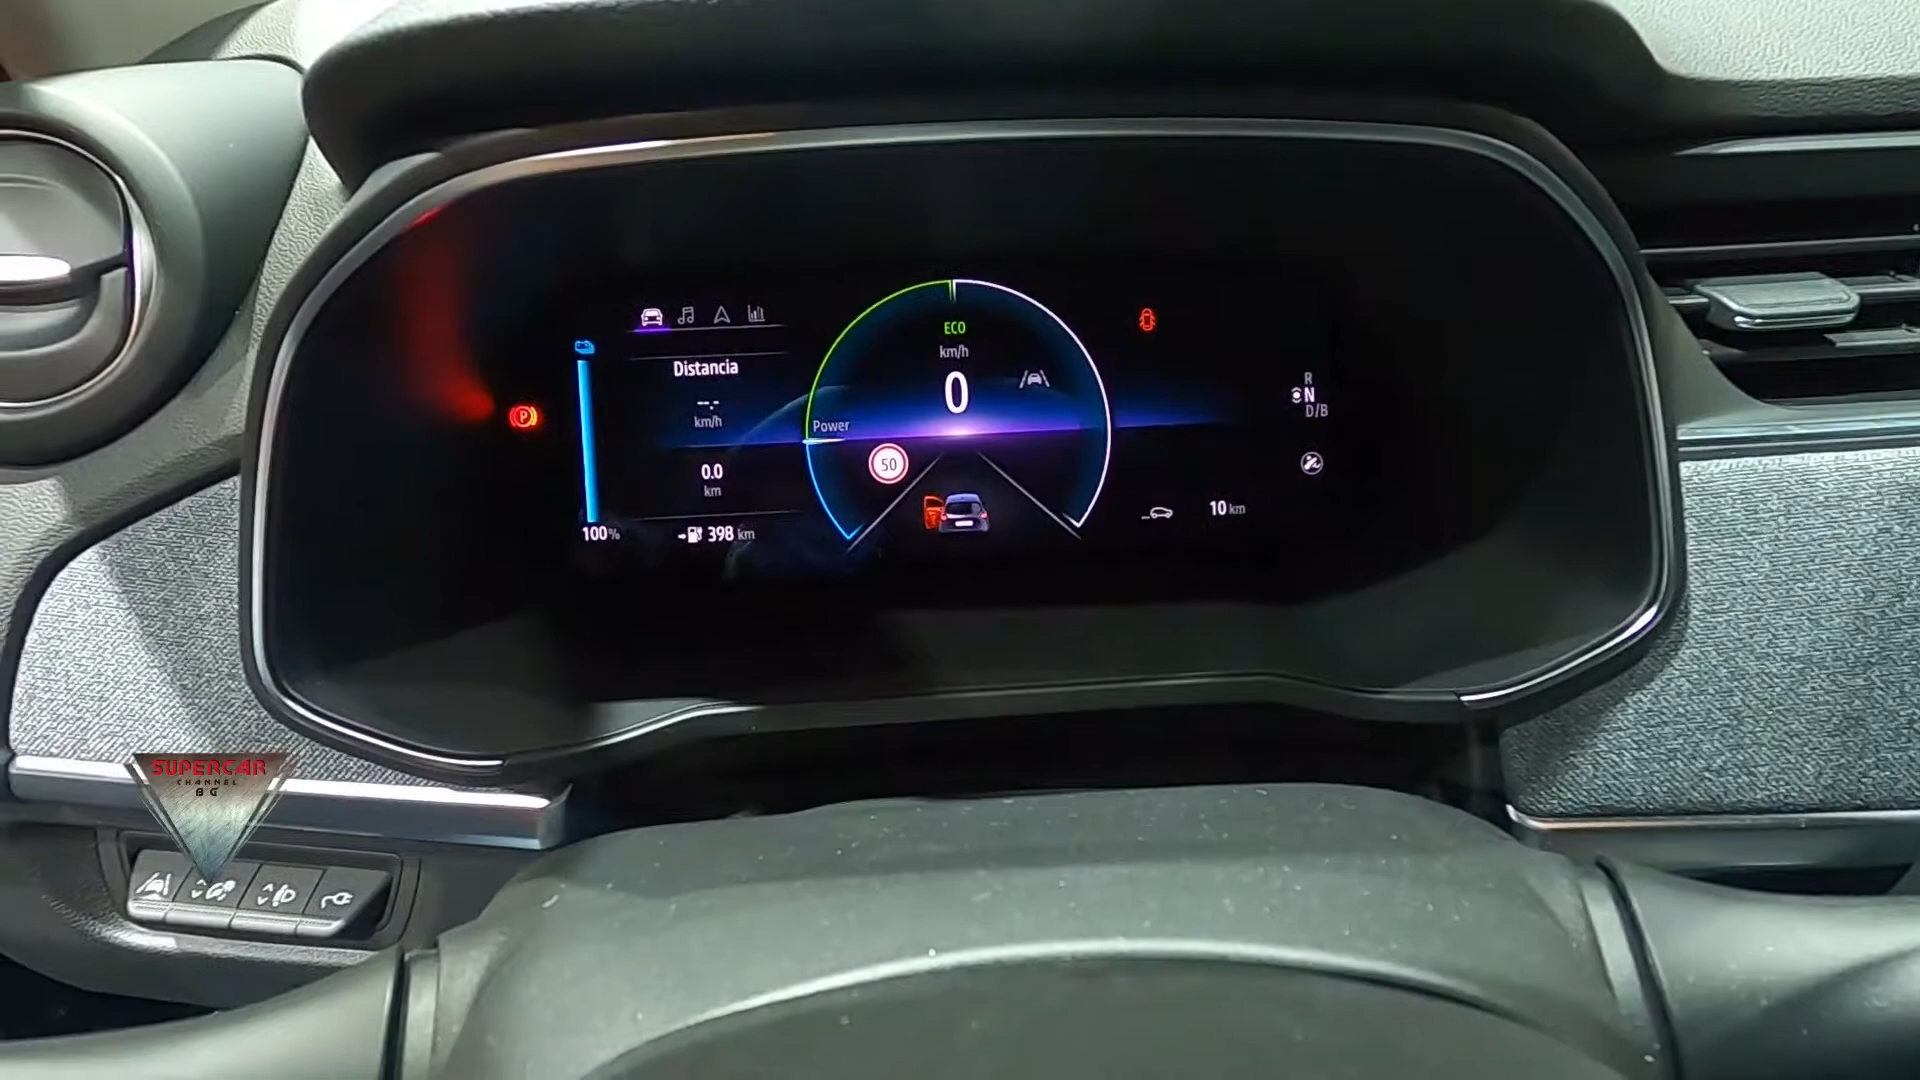 ECO
km/h
0
Distancia
--.-
km/h
0.0
km
100%
398 km
Power
50
P
R
N
D/B
10 km
SUPERCAR
CHANNEL
BG